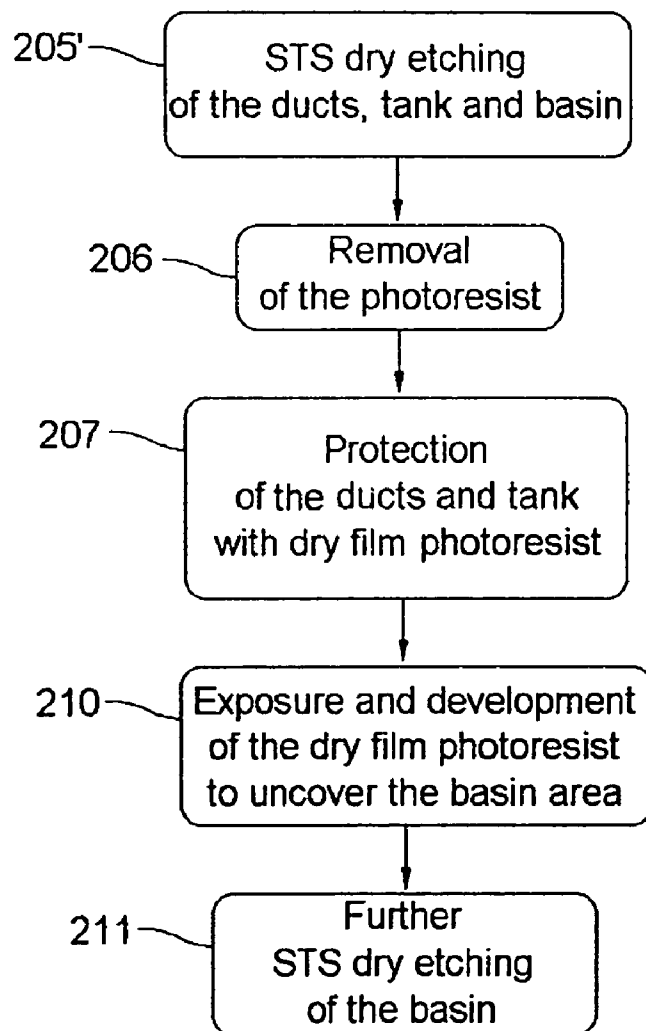 205'
STS dry etching
of the ducts, tank and basin
206
Removal
of the photoresist
207
Protection
of the ducts and tank
with dry film photoresist
210
Exposure and development
of the dry film photoresist
to uncover the basin area
211
Further
STS dry etching
of the basin